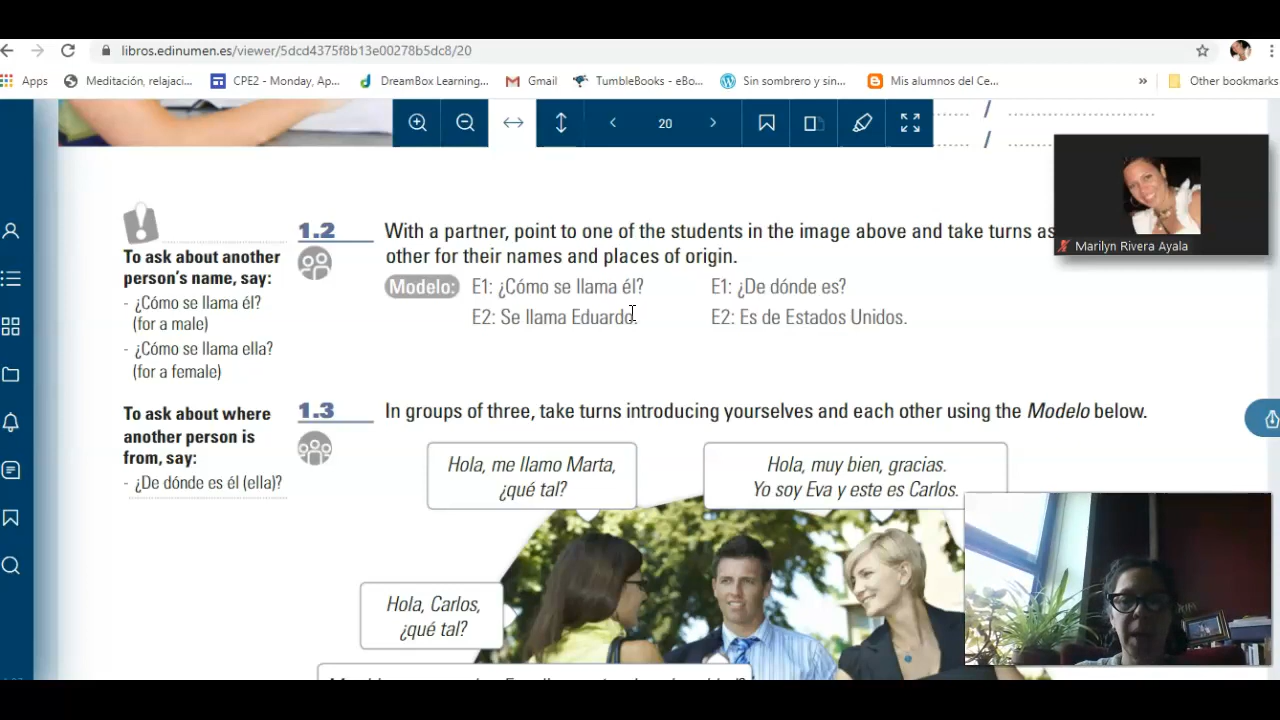 libros.edinumen.es/viewer/5dcd4375f8b13e00278b5dc8/20
Apps Meditación, relajaci... CPE2 - Monday, Ap... DreamBox Learning... Gmail TumbleBooks - eBo... Sin sombrero y sin... Mis alumnos del Ce... » Other bookmarks
20
/
/
Marilyn Rivera Ayala
To ask about another
person's name, say:
- ¿Cómo se llama él?
(for a male)
- ¿Cómo se llama ella?
(for a female)
To ask about where
another person is
from, say:
- ¿De dónde es él (ella)?
1.2 With a partner, point to one of the students in the image above and take turns as
other for their names and places of origin.
Modelo: E1: ¿Cómo se llama él? E1: ¿De dónde es?
E2: Se llama Eduardo. E2: Es de Estados Unidos.
1.3 In groups of three, take turns introducing yourselves and each other using the Modelo below.
Hola, me llamo Marta,
¿qué tal?
Hola, muy bien, gracias.
Yo soy Eva y este es Carlos.
Hola, Carlos,
¿qué tal?